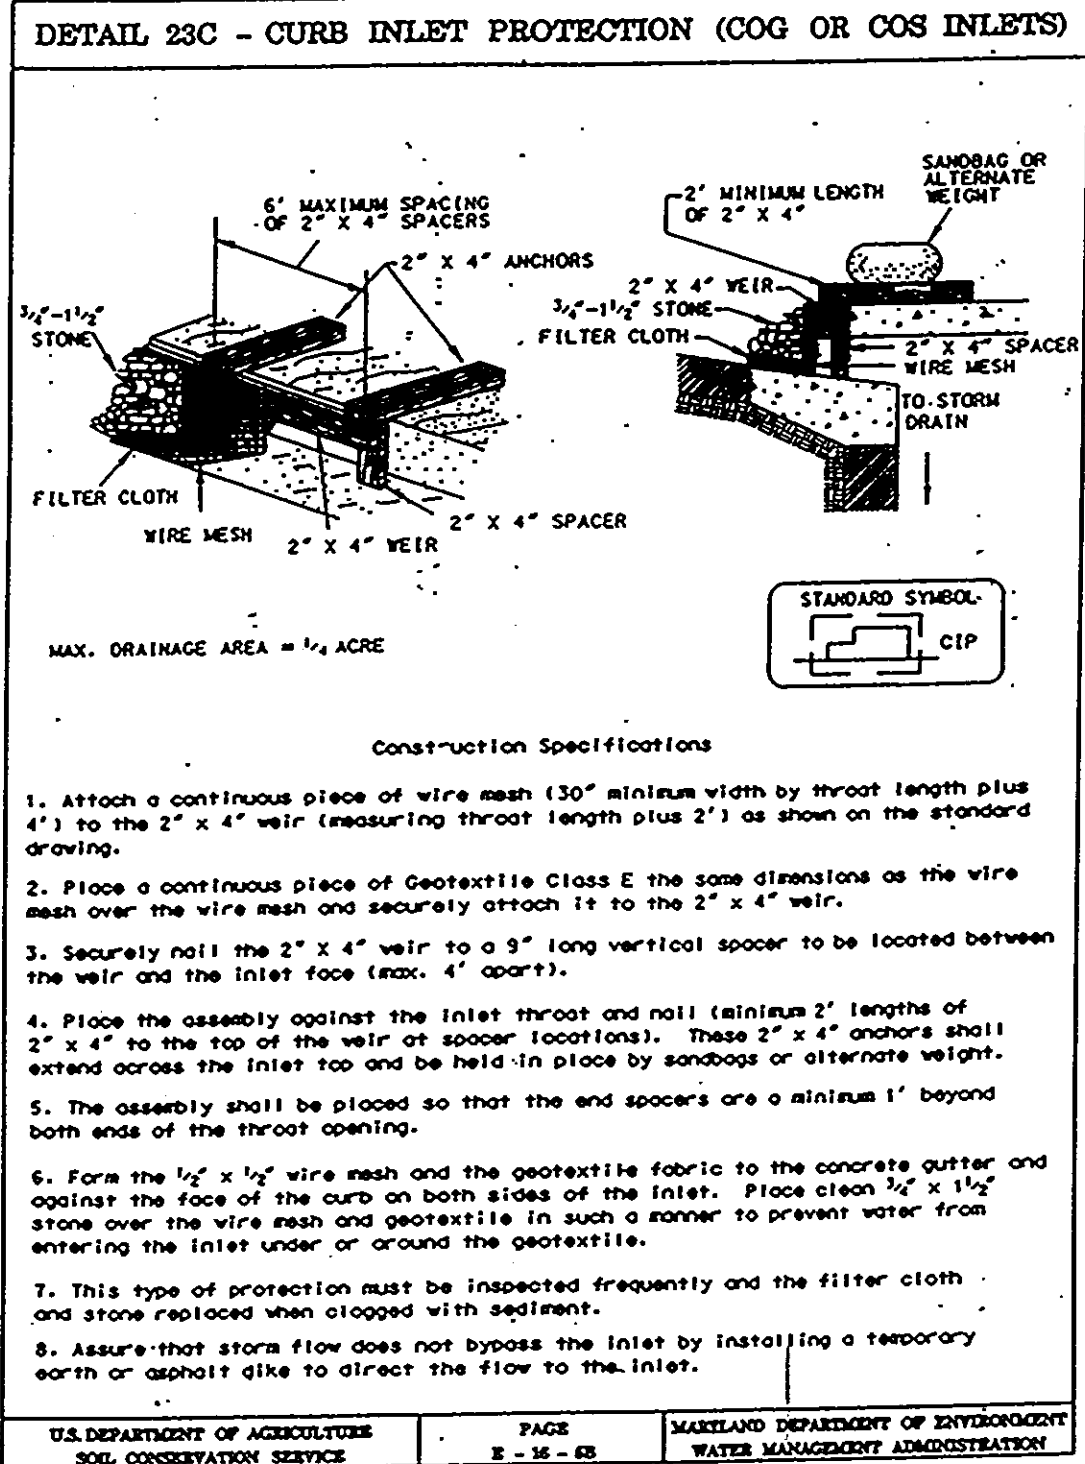 DETAIL 23C - CURB INLET PROTECTION (COG OR COS INLETS)
6' MAXIMUM SPACING
OF 2" X 4" SPACERS
2" X 4" ANCHORS
3/4"-1 1/2"
STONE
FILTER CLOTH
WIRE MESH
2" X 4" WEIR
2" X 4" SPACER
SANDBAG OR
ALTERNATE
WEIGHT
2' MINIMUM LENGTH
OF 2" X 4"
2" X 4" WEIR
3/4"-1 1/2" STONE
FILTER CLOTH
2" X 4" SPACER
WIRE MESH
TO STORM
DRAIN
MAX. DRAINAGE AREA = 1/4 ACRE
STANDARD SYMBOL
CIP
Construction Specifications
1. Attach a continuous piece of wire mesh (30" minimum width by throat length plus
4') to the 2" x 4" weir (measuring throat length plus 2') as shown on the standard
drawing.
2. Place a continuous piece of Geotextile Class E the same dimensions as the wire
mesh over the wire mesh and securely attach it to the 2" x 4" weir.
3. Securely nail the 2" X 4" weir to a 9" long vertical spacer to be located between
the weir and the inlet face (max. 4' apart).
4. Place the assembly against the inlet throat and nail (minimum 2' lengths of
2" x 4" to the top of the weir at spacer locations). These 2" x 4" anchors shall
extend across the inlet top and be held in place by sandbags or alternate weight.
5. The assembly shall be placed so that the end spacers are a minimum 1' beyond
both ends of the throat opening.
6. Form the 1/2" x 1/2" wire mesh and the geotextile fabric to the concrete gutter and
against the face of the curb on both sides of the inlet. Place clean 3/4" x 1 1/2"
stone over the wire mesh and geotextile in such a manner to prevent water from
entering the inlet under or around the geotextile.
7. This type of protection must be inspected frequently and the filter cloth
and stone replaced when clogged with sediment.
8. Assure that storm flow does not bypass the inlet by installing a temporary
earth or asphalt dike to direct the flow to the inlet.
U.S. DEPARTMENT OF AGRICULTURE
SOIL CONSERVATION SERVICE
PAGE
E - 16 - 5B
MARYLAND DEPARTMENT OF ENVIRONMENT
WATER MANAGEMENT ADMINISTRATION